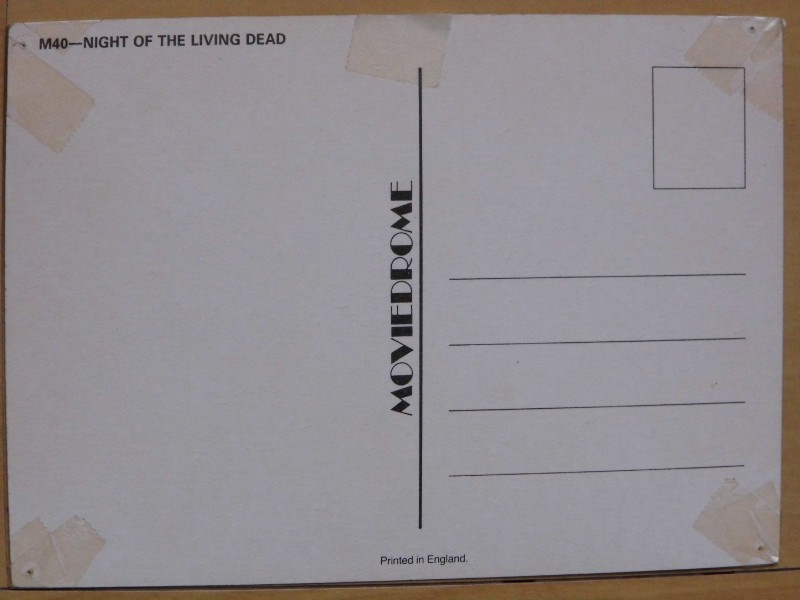 M40—NIGHT OF THE LIVING DEAD
MOVIEDROME
Printed in England.